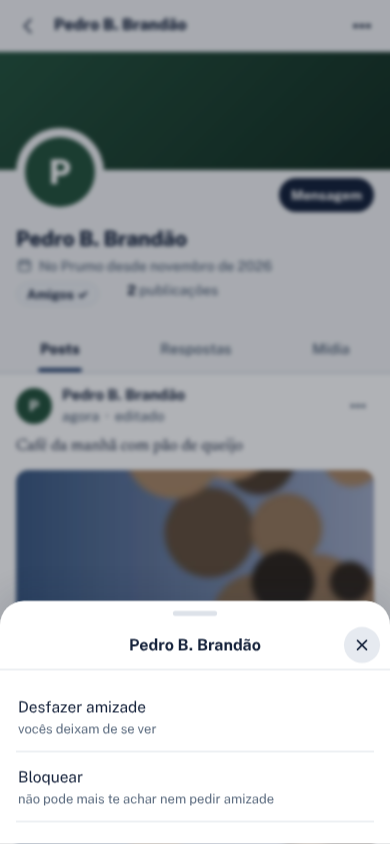 Pedro B. Brandão
P
Mensagem
Pedro B. Brandão
No Prumo desde novembro de 2026
Amigos ✓ 2 publicações
Posts Respostas Mídia
P Pedro B. Brandão
agora · editado
Café da manhã com pão de queijo
Pedro B. Brandão
Desfazer amizade
vocês deixam de se ver
Bloquear
não pode mais te achar nem pedir amizade